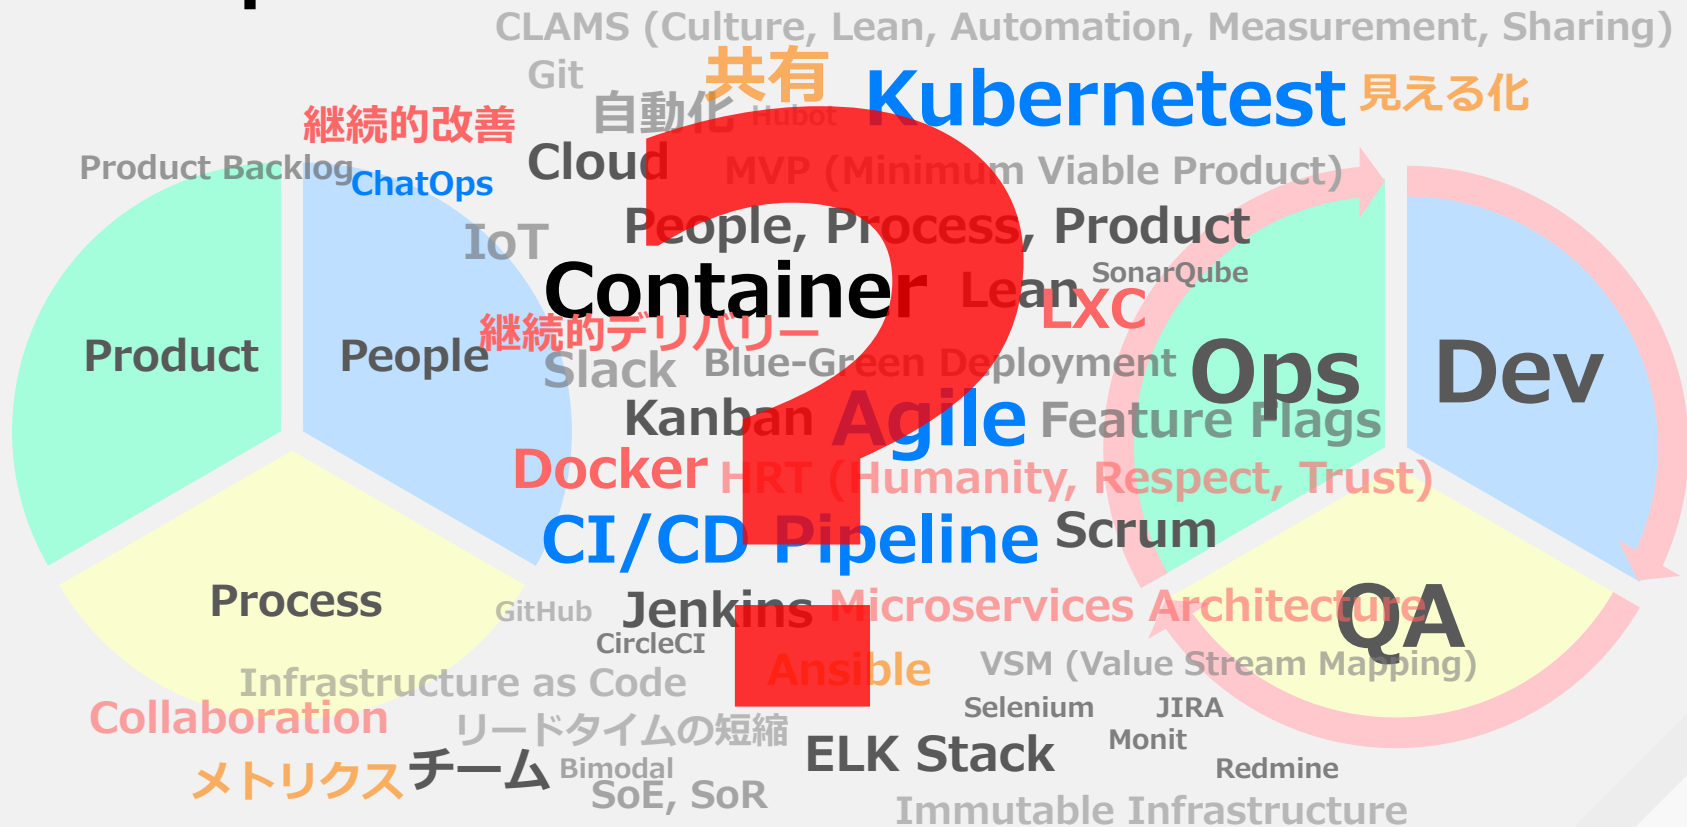 CLAMS (Culture, Lean, Automation, Measurement, Sharing)
Git
共有
Kubernetest
見える化
自動化
Hubot
継続的改善
Product Backlog
ChatOps
Cloud
MVP (Minimum Viable Product)
IoT
People, Process, Product
Container
Lean
SonarQube
LXC
継続的デリバリー
Product
People
Slack
Blue-Green Deployment
Ops
Dev
Kanban
Agile
Feature Flags
Docker
HRT (Humanity, Respect, Trust)
CI/CD Pipeline
Scrum
Process
GitHub
Jenkins
Microservices Architecture
QA
CircleCI
Infrastructure as Code
Ansible
VSM (Value Stream Mapping)
Collaboration
リードタイムの短縮
Selenium
JIRA
メトリクス
チーム
Bimodal
ELK Stack
Monit
Redmine
SoE, SoR
Immutable Infrastructure
?